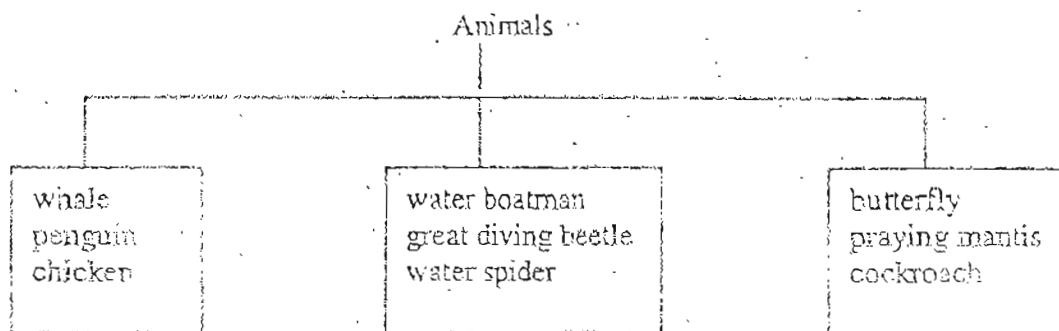 Animals
whale
penguin
chicken
water boatman
great diving beetle
water spider
butterfly
praying mantis
cockroach